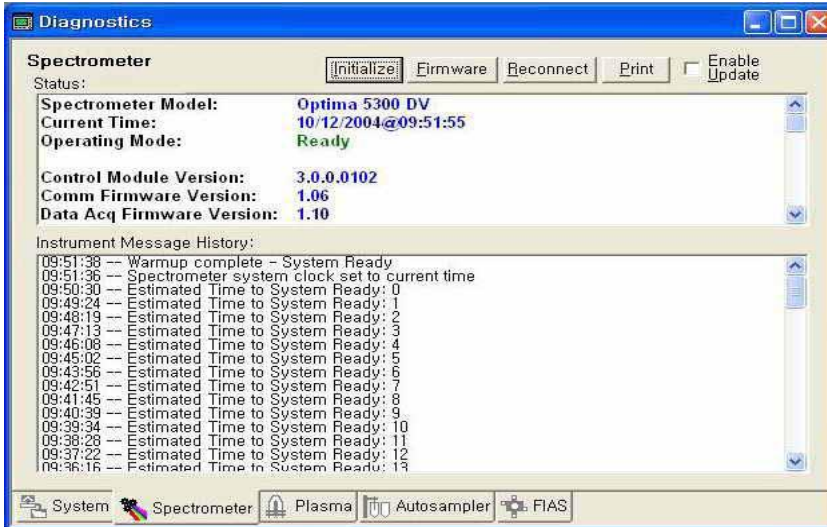 Diagnostics
Spectrometer
Initialize Firmware Reconnect Print Enable Update
Status:
Spectrometer Model: Optima 5300 DV
Current Time: 10/12/2004@09:51:55
Operating Mode: Ready
Control Module Version: 3.0.0.0102
Comm Firmware Version: 1.06
Data Acq Firmware Version: 1.10
Instrument Message History:
09:51:38 -- Warmup complete - System Ready
09:51:36 -- Spectrometer system clock set to current time
09:50:30 -- Estimated Time to System Ready: 0
09:49:24 -- Estimated Time to System Ready: 1
09:48:19 -- Estimated Time to System Ready: 2
09:47:13 -- Estimated Time to System Ready: 3
09:46:08 -- Estimated Time to System Ready: 4
09:45:02 -- Estimated Time to System Ready: 5
09:43:56 -- Estimated Time to System Ready: 6
09:42:51 -- Estimated Time to System Ready: 7
09:41:45 -- Estimated Time to System Ready: 8
09:40:39 -- Estimated Time to System Ready: 9
09:39:34 -- Estimated Time to System Ready: 10
09:38:28 -- Estimated Time to System Ready: 11
09:37:22 -- Estimated Time to System Ready: 12
09:36:16 -- Estimated Time to System Ready: 13
System Spectrometer Plasma Autosampler FIAS